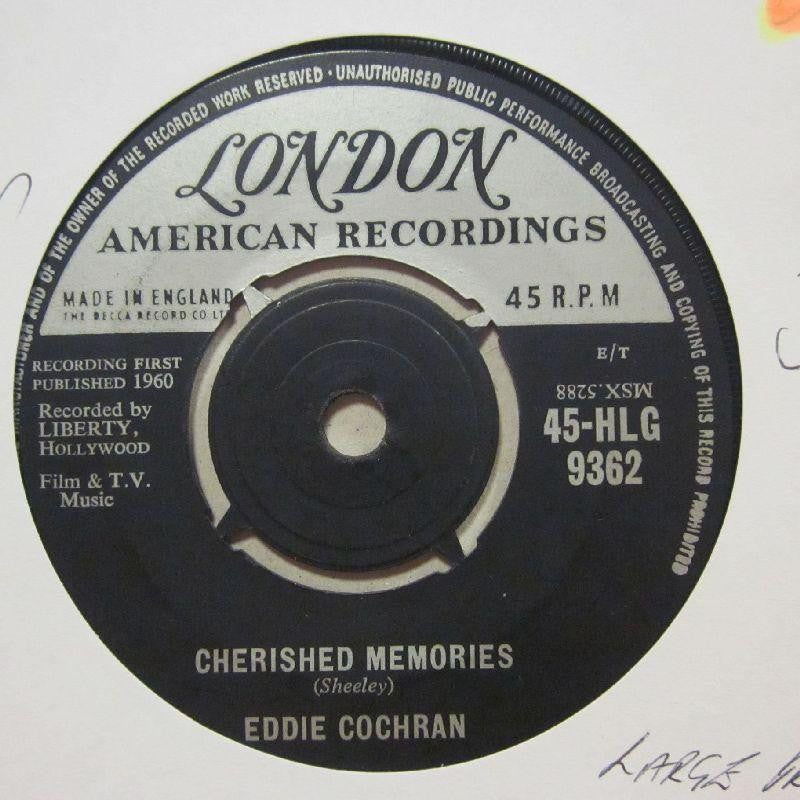 AND OF THE OWNER OF THE RECORDED WORK RESERVED · UNAUTHORISED PUBLIC PERFORMANCE BROADCASTING AND COPYING OF THIS RECORD PROHIBITED
LONDON
AMERICAN RECORDINGS
MADE IN ENGLAND
THE DECCA RECORD CO LTD
45 R.P.M
RECORDING FIRST
PUBLISHED 1960
Recorded by
LIBERTY,
HOLLYWOOD
Film & T.V.
Music
E/T
MSX.5288
45-HLG
9362
CHERISHED MEMORIES
(Sheeley)
EDDIE COCHRAN
LARGE